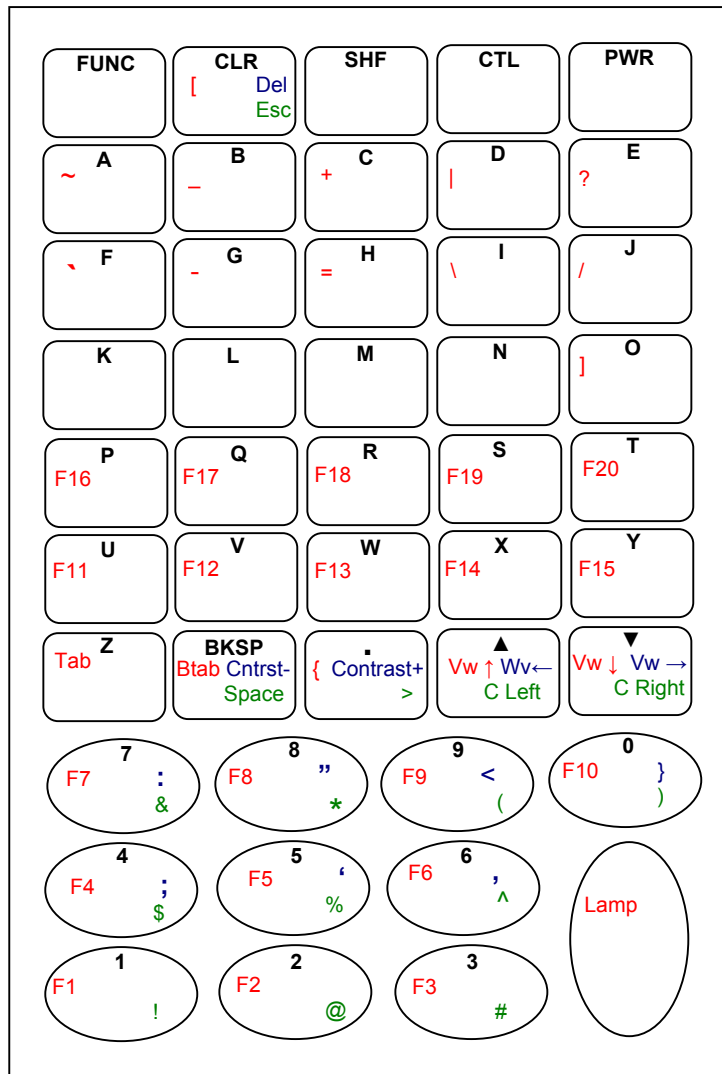 FUNC CLR SHF CTL PWR
[ Del
Esc
A B C D E
~ _ + | ?
F G H I J
` - = \ /
K L M N O
]
P Q R S T
F16 F17 F18 F19 F20
U V W X Y
F11 F12 F13 F14 F15
Z BKSP . ▲ ▼
Tab Btab Cntrst- { Contrast+ Vw ↑ Wv← Vw ↓ Vw →
Space > C Left C Right
7 8 9 0
F7 : F8 ” F9 < F10 }
& * ( )
4 5 6
F4 ; F5 ‘ F6 ,
$ % ^
Lamp
1 2 3
F1 F2 F3
! @ #